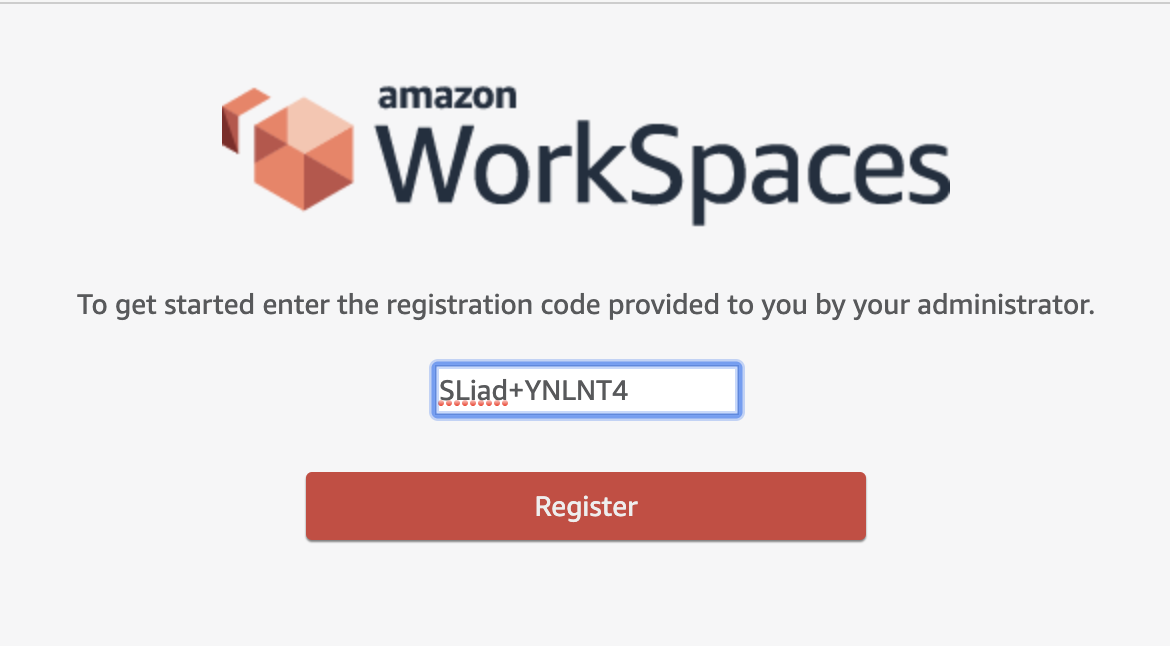 amazon
WorkSpaces
To get started enter the registration code provided to you by your administrator.
SLiad+YNLNT4
Register